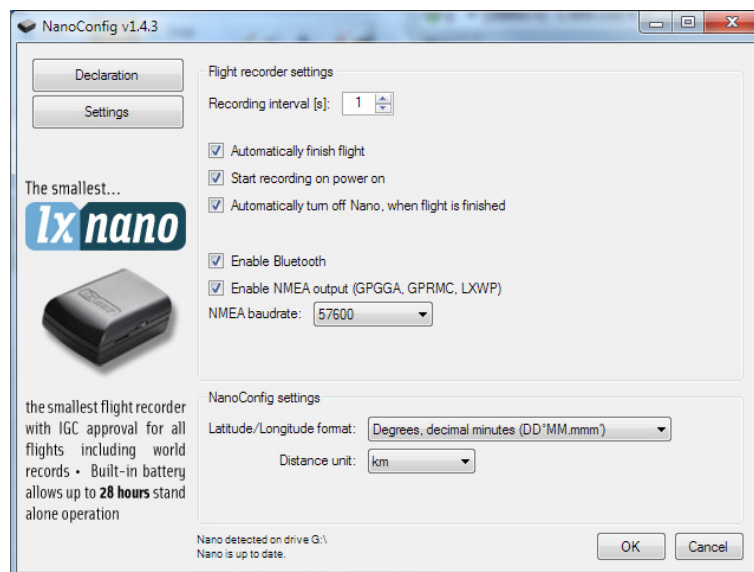 NanoConfig v1.4.3
Declaration
Settings
The smallest...
lx nano
the smallest flight recorder
with IGC approval for all
flights including world
records • Built-in battery
allows up to 28 hours stand
alone operation
Flight recorder settings
Recording interval [s]: 1
Automatically finish flight
Start recording on power on
Automatically turn off Nano, when flight is finished
Enable Bluetooth
Enable NMEA output (GPGGA, GPRMC, LXWP)
NMEA baudrate: 57600
NanoConfig settings
Latitude/Longitude format: Degrees, decimal minutes (DD°MM.mmm')
Distance unit: km
Nano detected on drive G:\
Nano is up to date.
OK Cancel